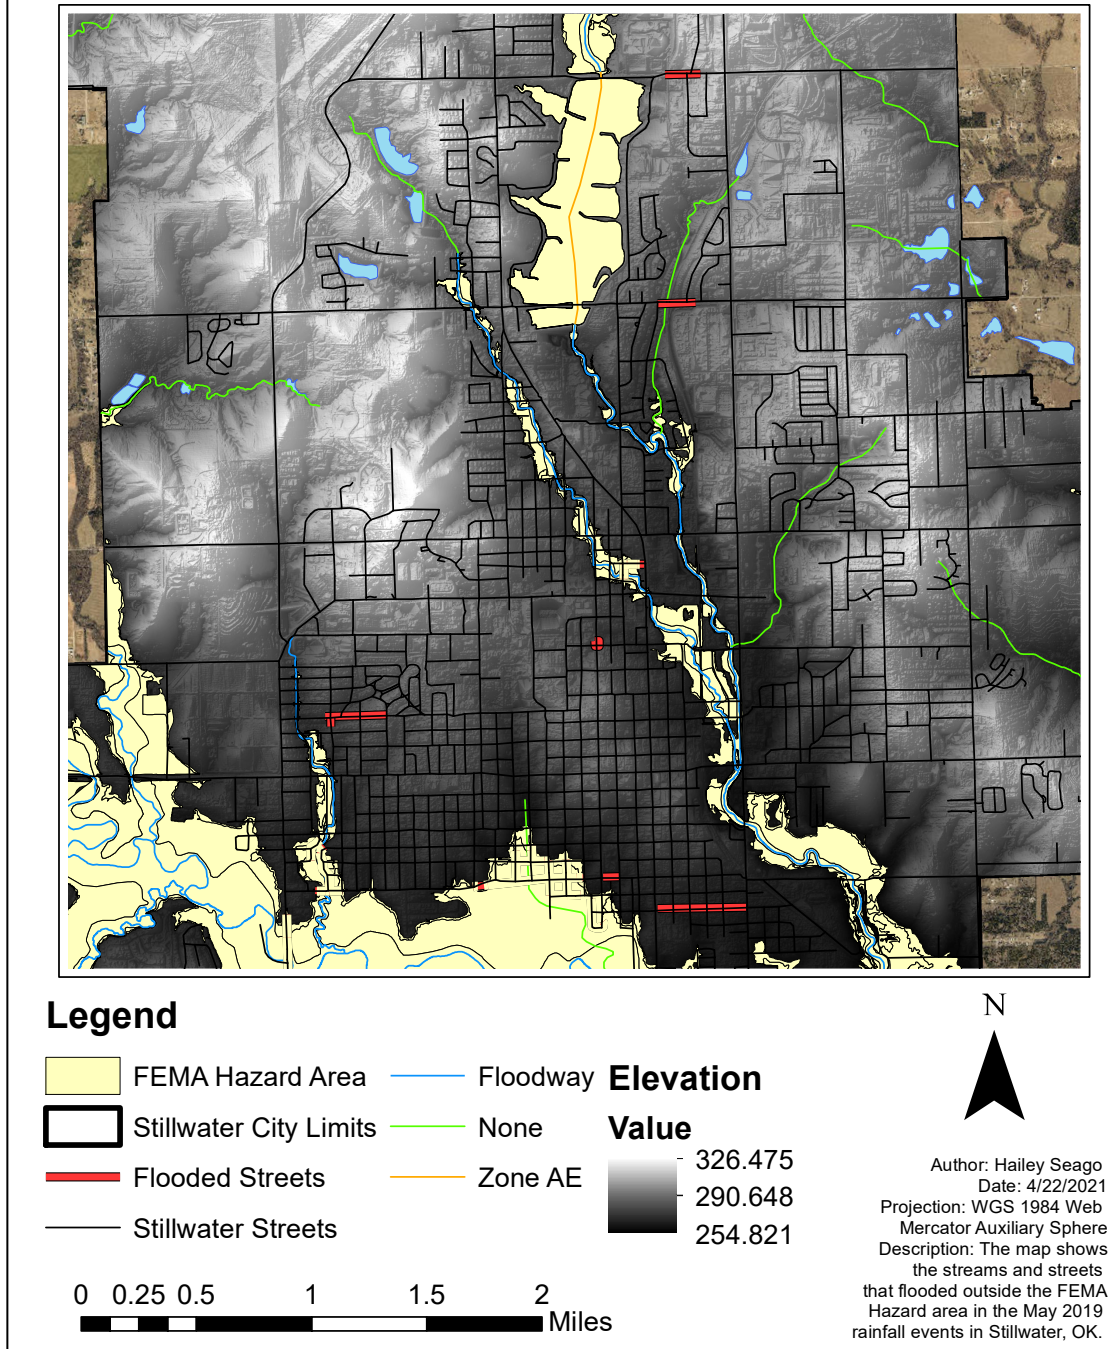 N
Legend
FEMA Hazard Area
Stillwater City Limits
Flooded Streets
Stillwater Streets
Floodway
None
Zone AE
Elevation
Value
326.475
290.648
254.821
0 0.25 0.5 1 1.5 2
Miles
Author: Hailey Seago
Date: 4/22/2021
Projection: WGS 1984 Web
Mercator Auxiliary Sphere
Description: The map shows
the streams and streets
that flooded outside the FEMA
Hazard area in the May 2019
rainfall events in Stillwater, OK.